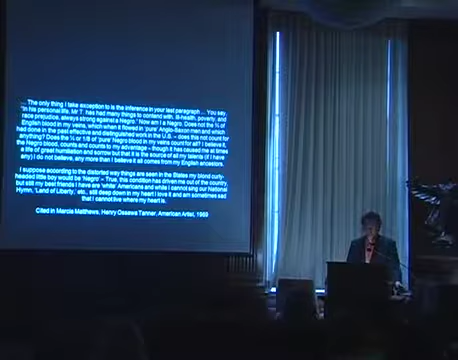 ... The only thing I take exception to is the inference in your last paragraph ... You say,
"In his personal life, Mr T. has had many things to contend with. Ill-health, poverty and
race prejudice, always strong against a Negro." Now am I a Negro. Does not the ¾ of
English blood in my veins, which when it flowed in 'pure' Anglo-Saxon men and which
had done in the past effective and distinguished work in the U.S. – does this not count for
anything? Does the ¼ or 1/8 of 'pure' Negro blood in my veins count for all? I believe it,
the Negro blood, counts and counts to my advantage – though it has caused me at times
a life of great humiliation and sorrow but that it is the source of all my talents (if I have
any) I do not believe, any more than I believe it all comes from my English ancestors.
I suppose according to the distorted way things are seen in the States my blond curly-
headed little boy would be 'Negro' – True, this condition has driven me out of the country,
but still my best friends I have are 'white' Americans and while I cannot sing our National
Hymn, 'Land of Liberty', etc., still deep down in my heart I love it and am sometimes sad
that I cannot live where my heart is.
Cited in Marcia Matthews, Henry Ossawa Tanner, American Artist, 1969